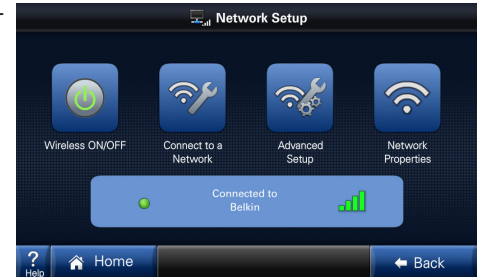 Network Setup
Wireless ON/OFF
Connect to a
Network
Advanced
Setup
Network
Properties
Connected to
Belkin
?
Help
Home
Back